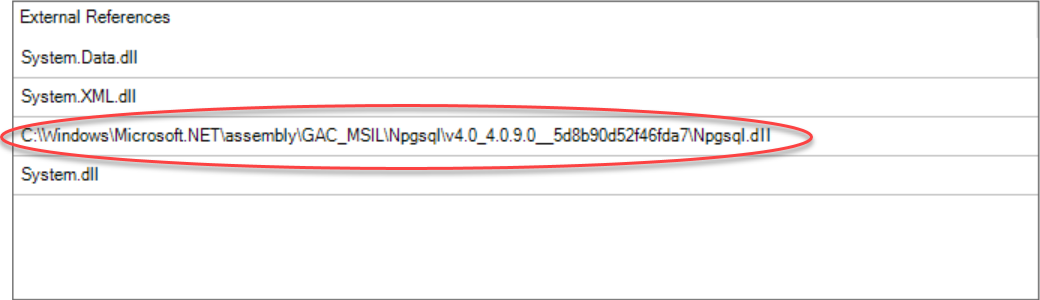 External References
System.Data.dll
System.XML.dll
C:\Windows\Microsoft.NET\assembly\GAC_MSIL\Npgsql\v4.0_4.0.9.0__5d8b90d52f46fda7\Npgsql.dll
System.dll